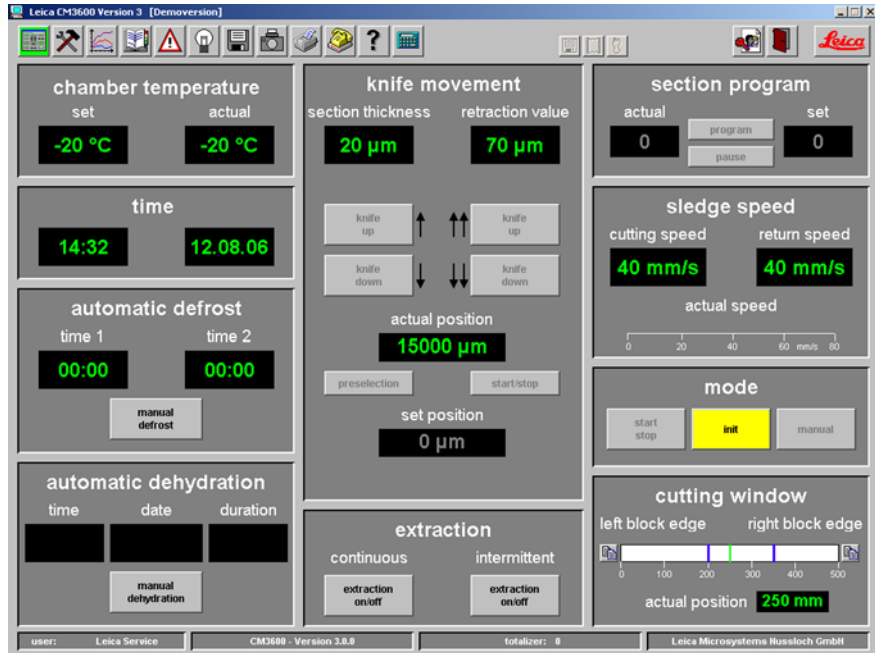 Leica CM3600 Version 3 [Demoversion]
?
Leica
chamber temperature
set actual
-20 °C -20 °C
time
14:32 12.08.06
automatic defrost
time 1 time 2
00:00 00:00
manual
defrost
automatic dehydration
time date duration
manual
dehydration
knife movement
section thickness retraction value
20 µm 70 µm
knife
up
knife
up
knife
down
knife
down
actual position
15000 µm
preselection start/stop
set position
0 µm
extraction
continuous intermittent
extraction
on/off
extraction
on/off
section program
actual set
0 program 0
pause
sledge speed
cutting speed return speed
40 mm/s 40 mm/s
actual speed
0 20 40 60 mm/s 80
mode
start
stop
init
manual
cutting window
left block edge right block edge
0 100 200 300 400 500
actual position 250 mm
user: Leica Service CM3600 - Version 3.0.0 totalizer: 0 Leica Microsystems Nussloch GmbH